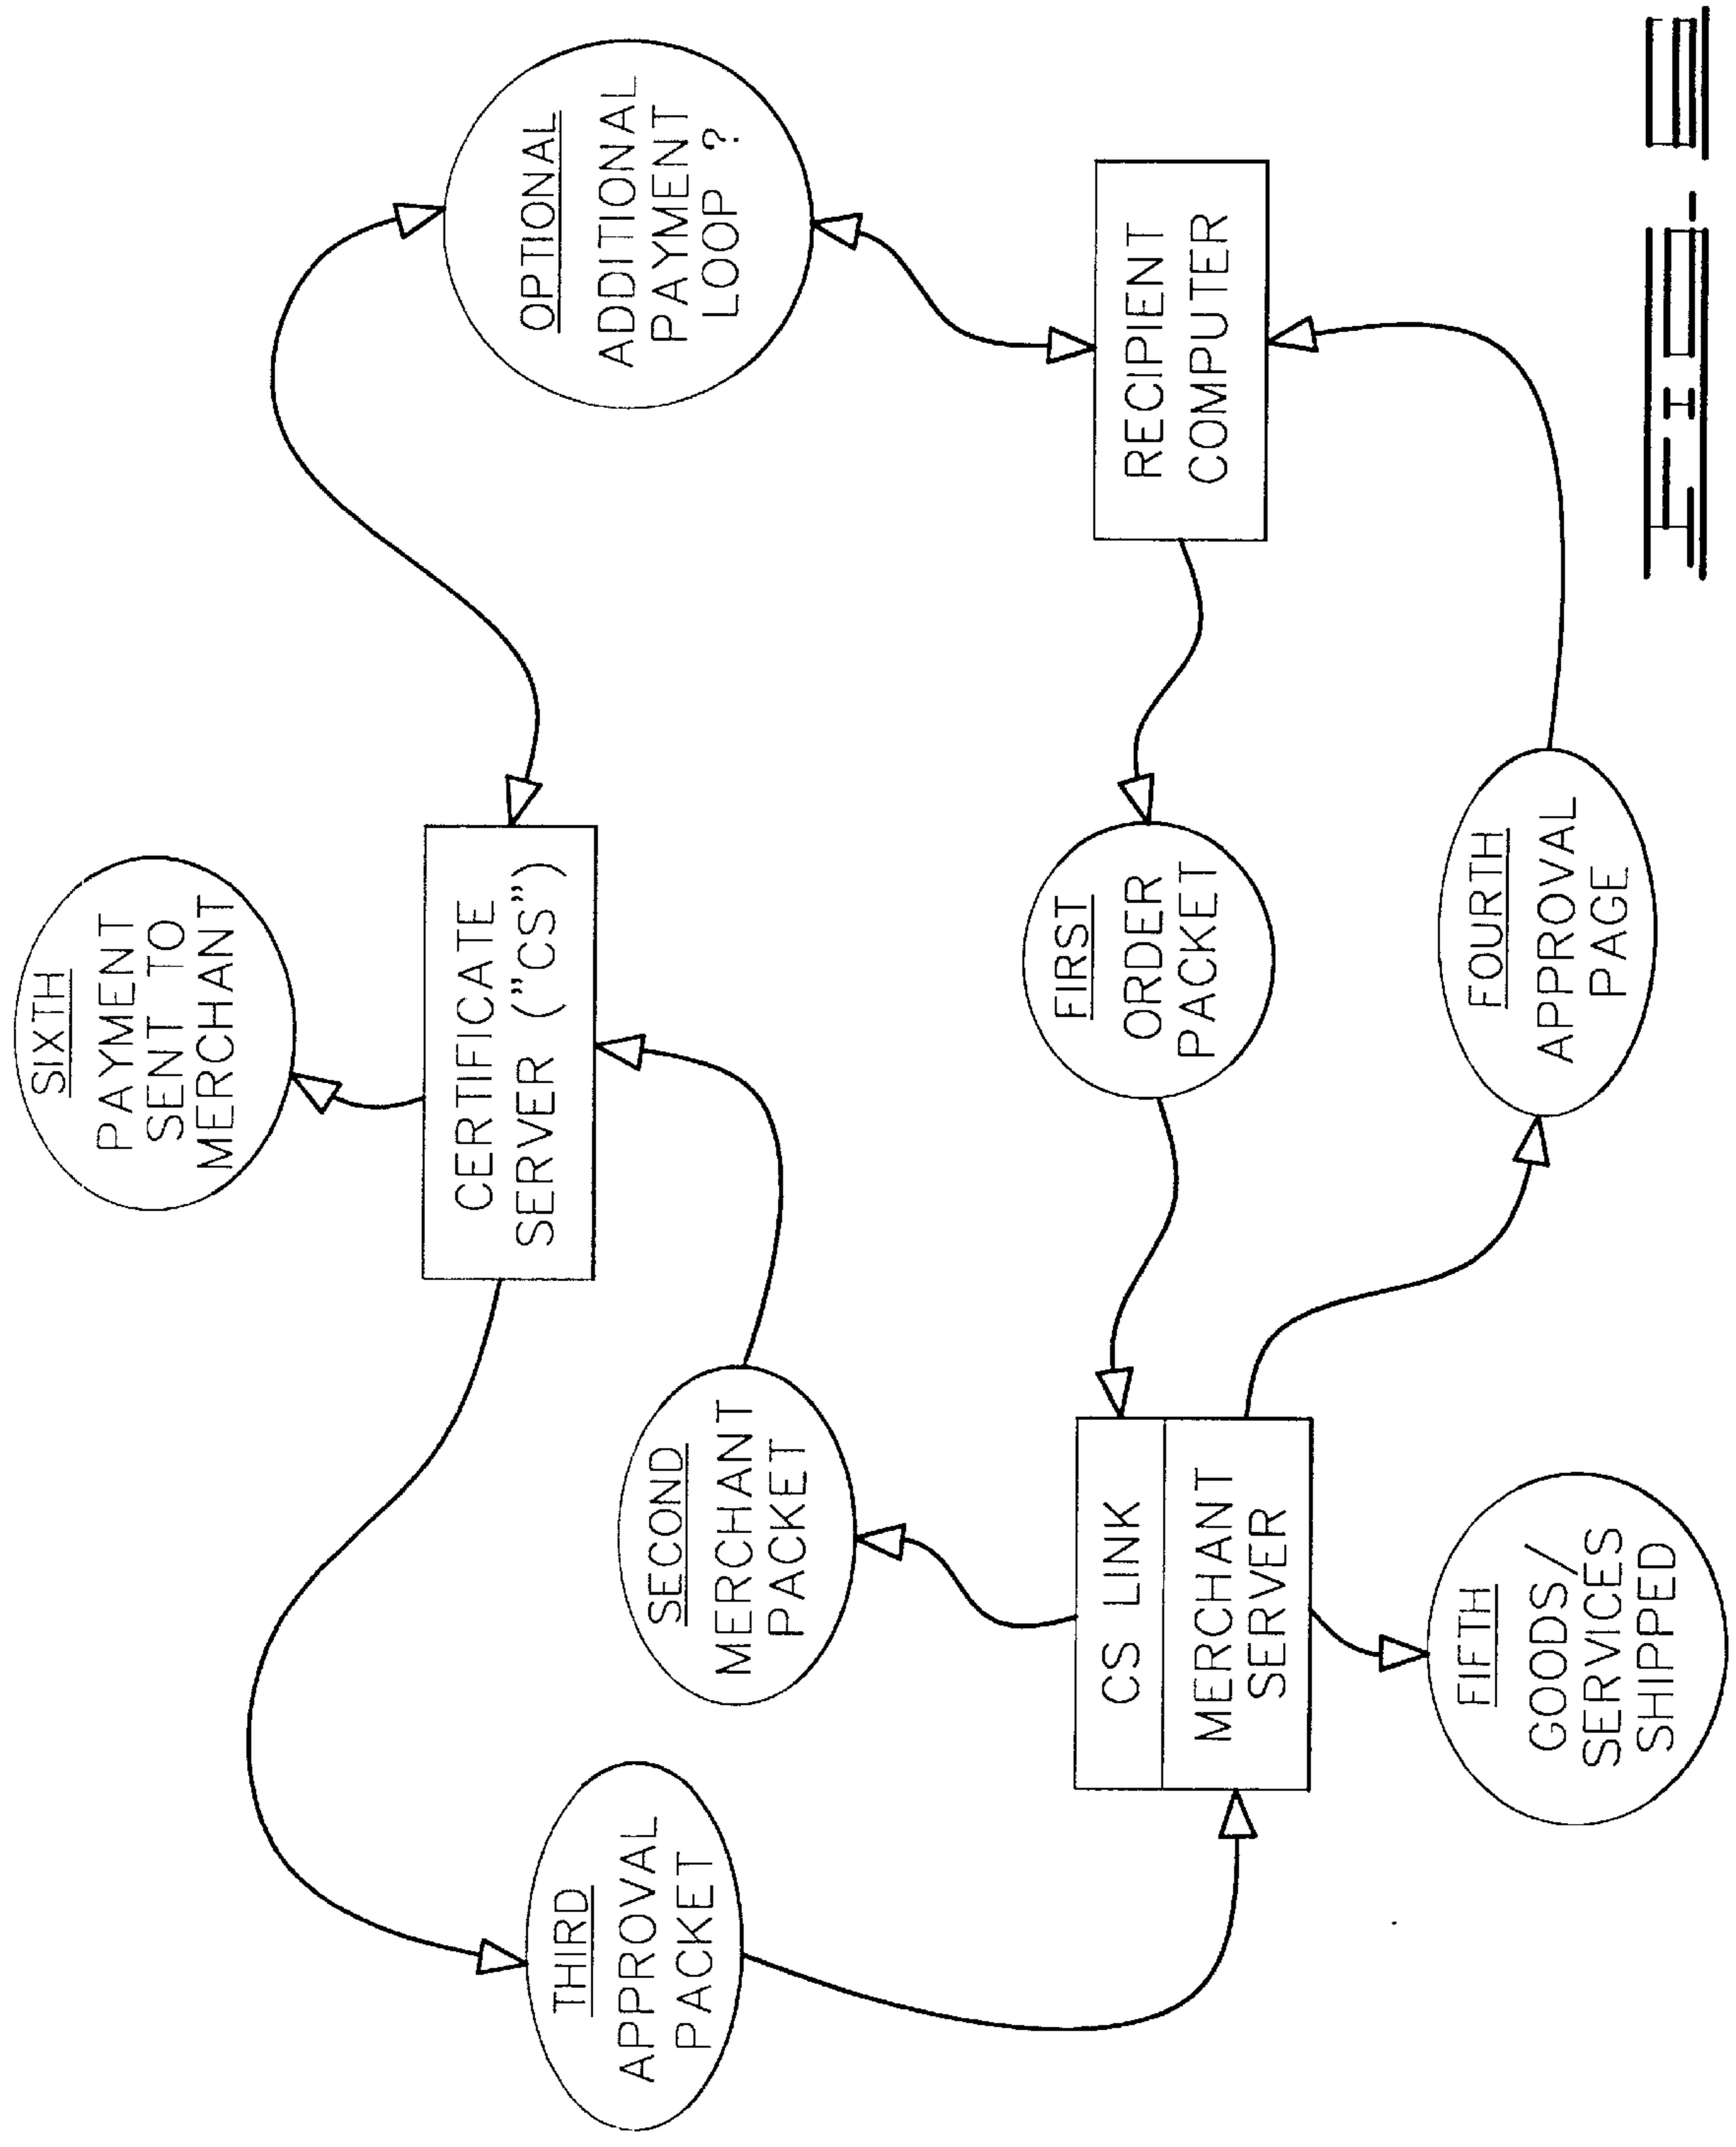 SIXTH
PAYMENT
SENT TO
MERCHANT
CERTIFICATE
SERVER ("CS")
OPTIONAL
ADDITIONAL
PAYMENT
LOOP ?
THIRD
APPROVAL
PACKET
SECOND
MERCHANT
PACKET
FIRST
ORDER
PACKET
CS LINK
MERCHANT
SERVER
RECIPIENT
COMPUTER
FIFTH
GOODS/
SERVICES
SHIPPED
FOURTH
APPROVAL
PAGE
FIG.